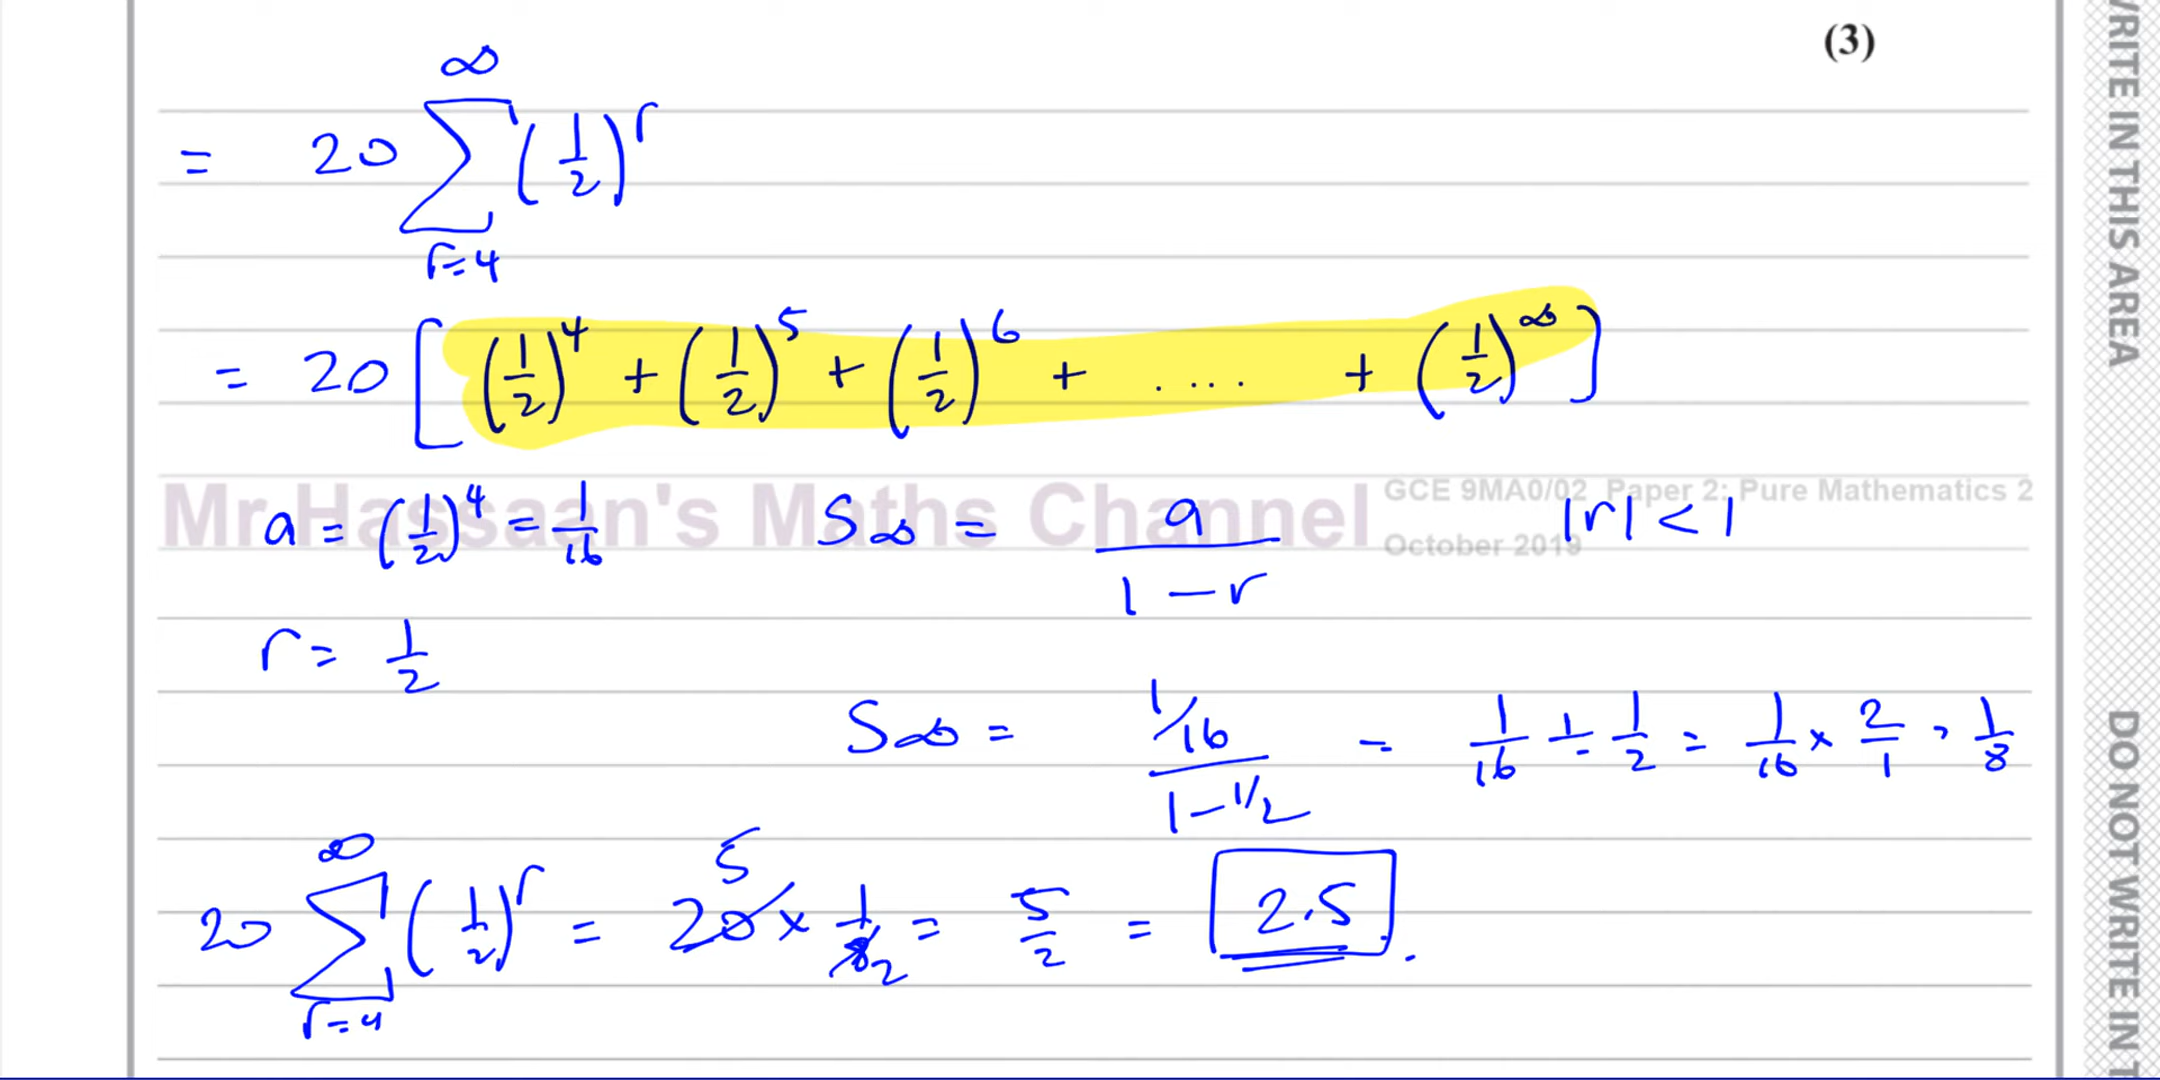 (3)
= 20 ∑_{r=4}^{∞} (1/2)^r
= 20 [ (1/2)^4 + (1/2)^5 + (1/2)^6 + .... + (1/2)^∞ ]
Mr Hassaan's Maths Channel
GCE 9MA0/02 Paper 2: Pure Mathematics 2
October 2019
a = (1/2)^4 = 1/16 S∞ = a/(1-r) |r| < 1
r = 1/2
S∞ = (1/16)/(1-1/2) = 1/16 ÷ 1/2 = 1/16 × 2/1 = 1/8
20 ∑_{r=4}^{∞} (1/2)^r = 20 5 × 1/8 2 = 5/2 = 2.5.
WRITE IN THIS AREA
DO NOT WRITE IN T